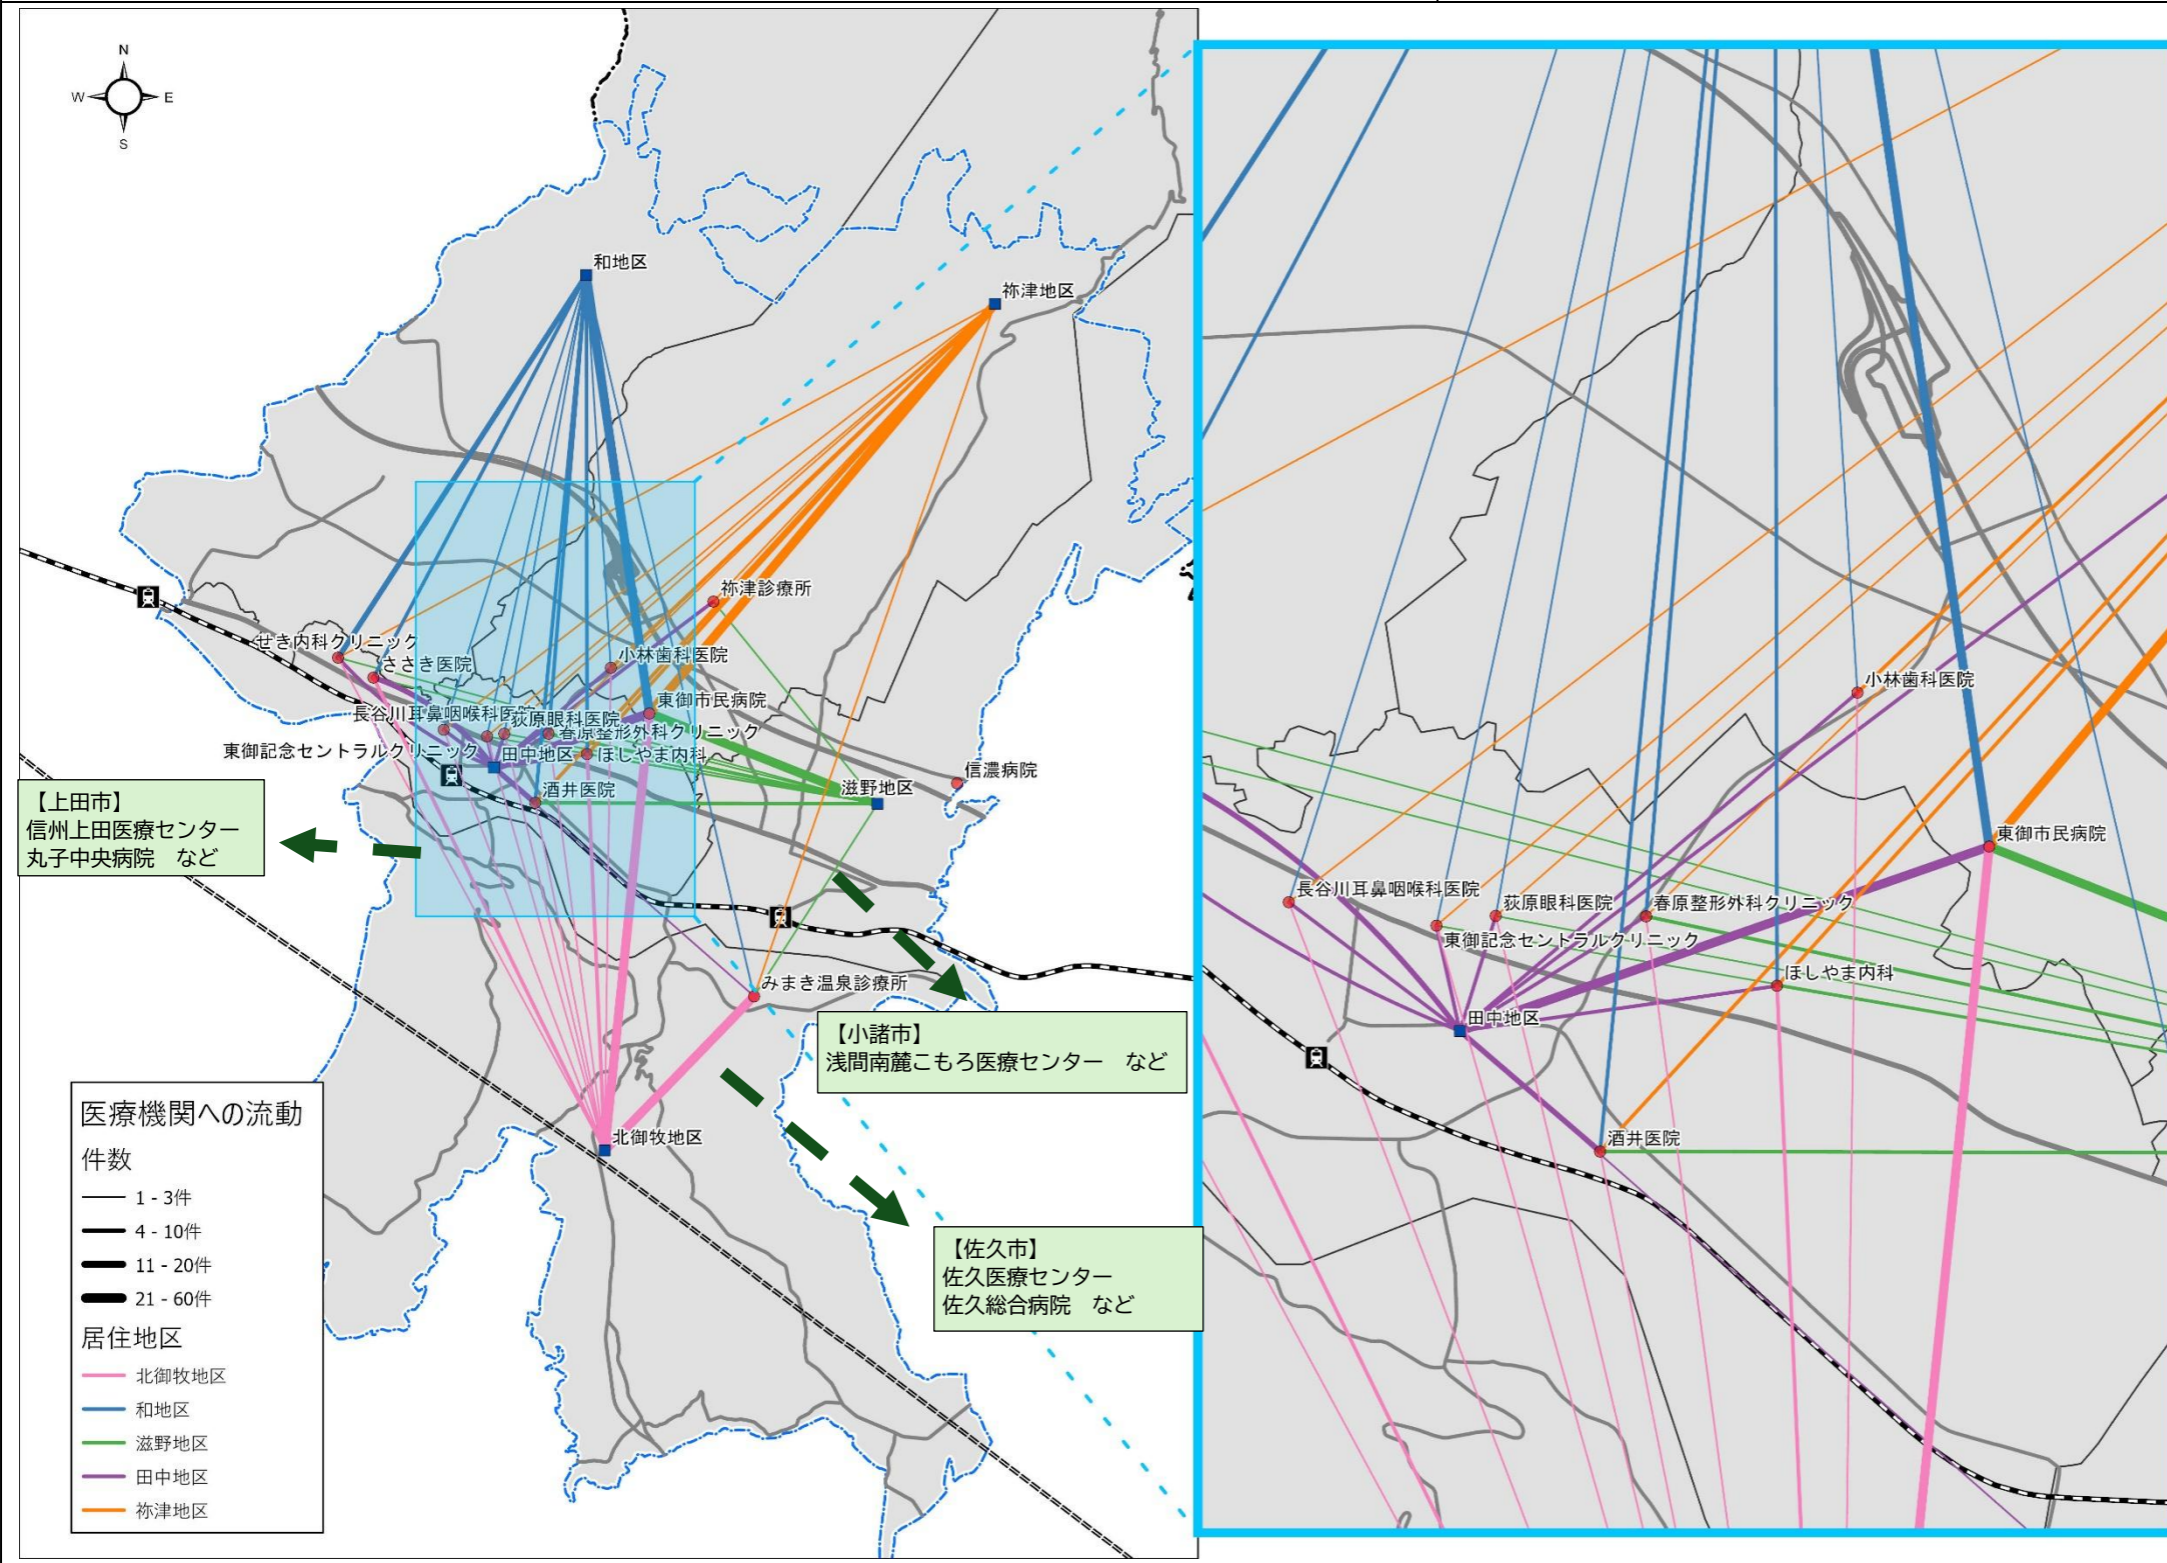 N
W
E
S
和地区
祢津地区
祢津診療所
せき内科クリニック
ささき医院
小林歯科医院
東御市民病院
長谷川耳鼻咽喉科医院
荻原眼科医院
春原整形外科クリニック
東御記念セントラルクリニック
田中地区
ほしやま内科
信濃病院
滋野地区
酒井医院
【上田市】
信州上田医療センター
丸子中央病院　など
みまき温泉診療所
【小諸市】
浅間南麓こもろ医療センター　など
北御牧地区
【佐久市】
佐久医療センター
佐久総合病院　など
医療機関への流動
件数
1 - 3件
4 - 10件
11 - 20件
21 - 60件
居住地区
北御牧地区
和地区
滋野地区
田中地区
祢津地区
小林歯科医院
東御市民病院
長谷川耳鼻咽喉科医院
荻原眼科医院
春原整形外科クリニック
東御記念セントラルクリニック
ほしやま内科
田中地区
酒井医院